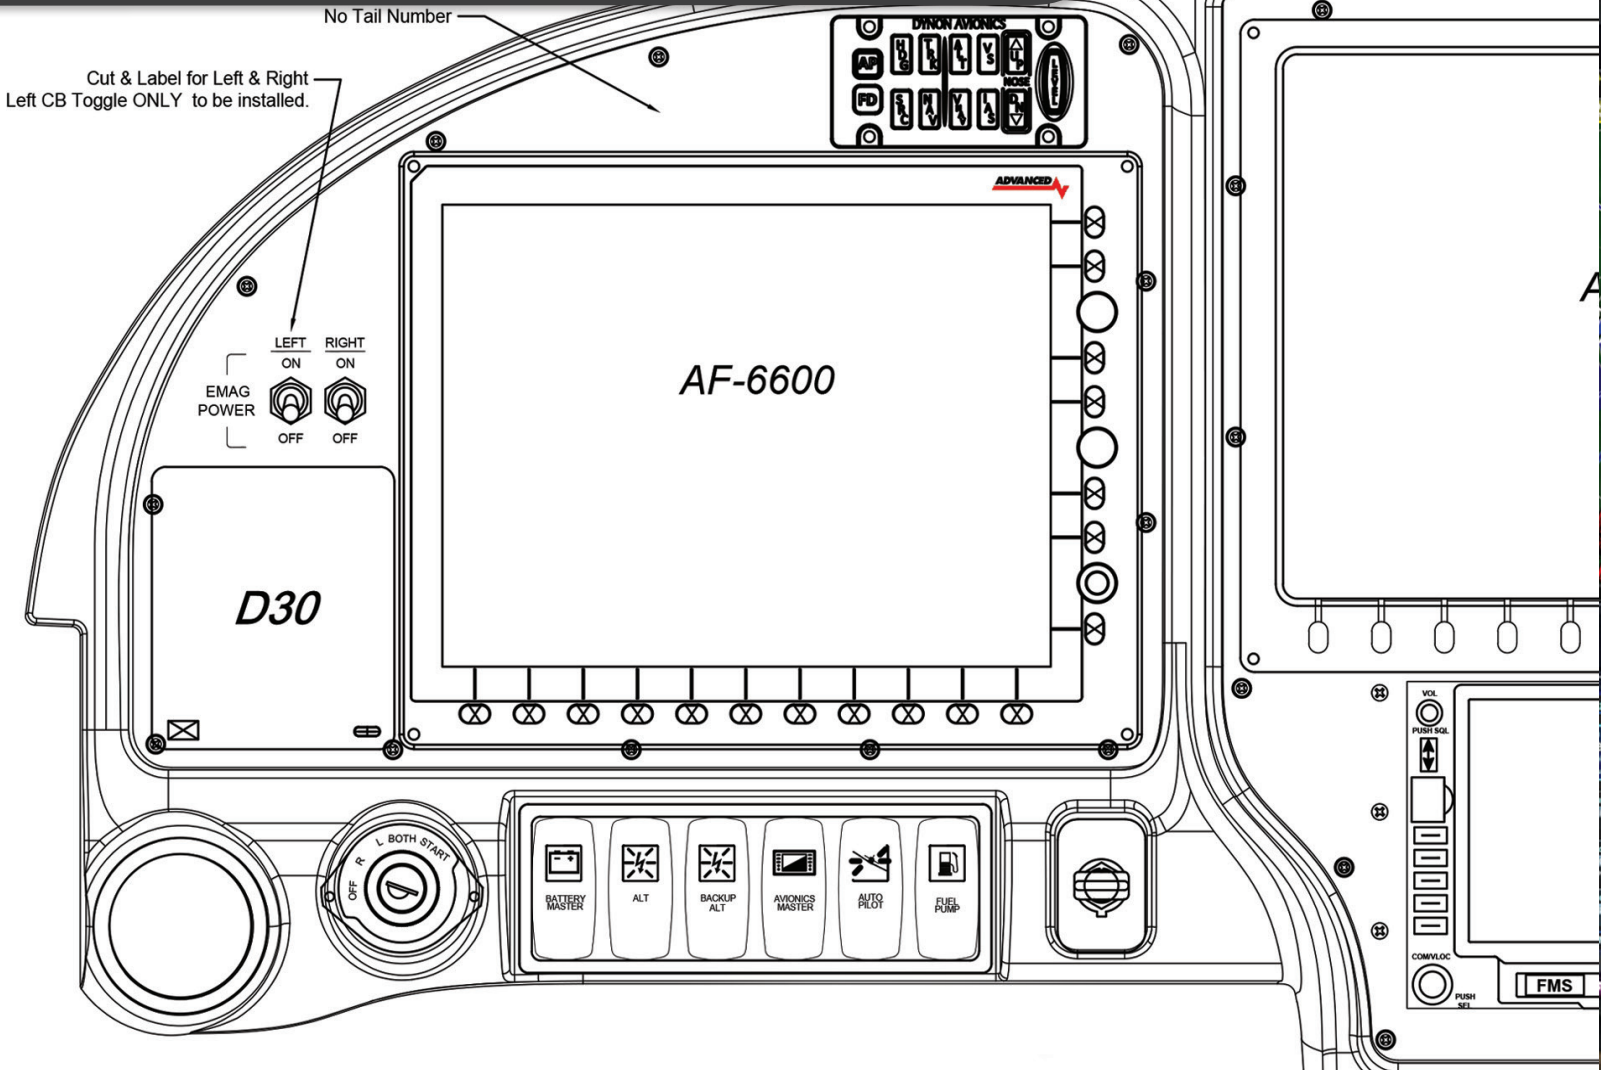 No Tail Number
Cut & Label for Left & Right
Left CB Toggle ONLY to be installed.
DYNON AVIONICS
AP
HDG
TRK
ALT
VS
UP
LEVEL
NOSE
FD
SRC
NAV
VNAV
IAS
DN
ADVANCED
LEFT RIGHT
ON ON
EMAG
POWER
OFF OFF
AF-6600
A
D30
VOL
PUSH SQL
OFF R L BOTH START
BATTERY
MASTER
ALT
BACKUP
ALT
AVIONICS
MASTER
AUTO
PILOT
FUEL
PUMP
COM/VLOC
PUSH
SEL
FMS